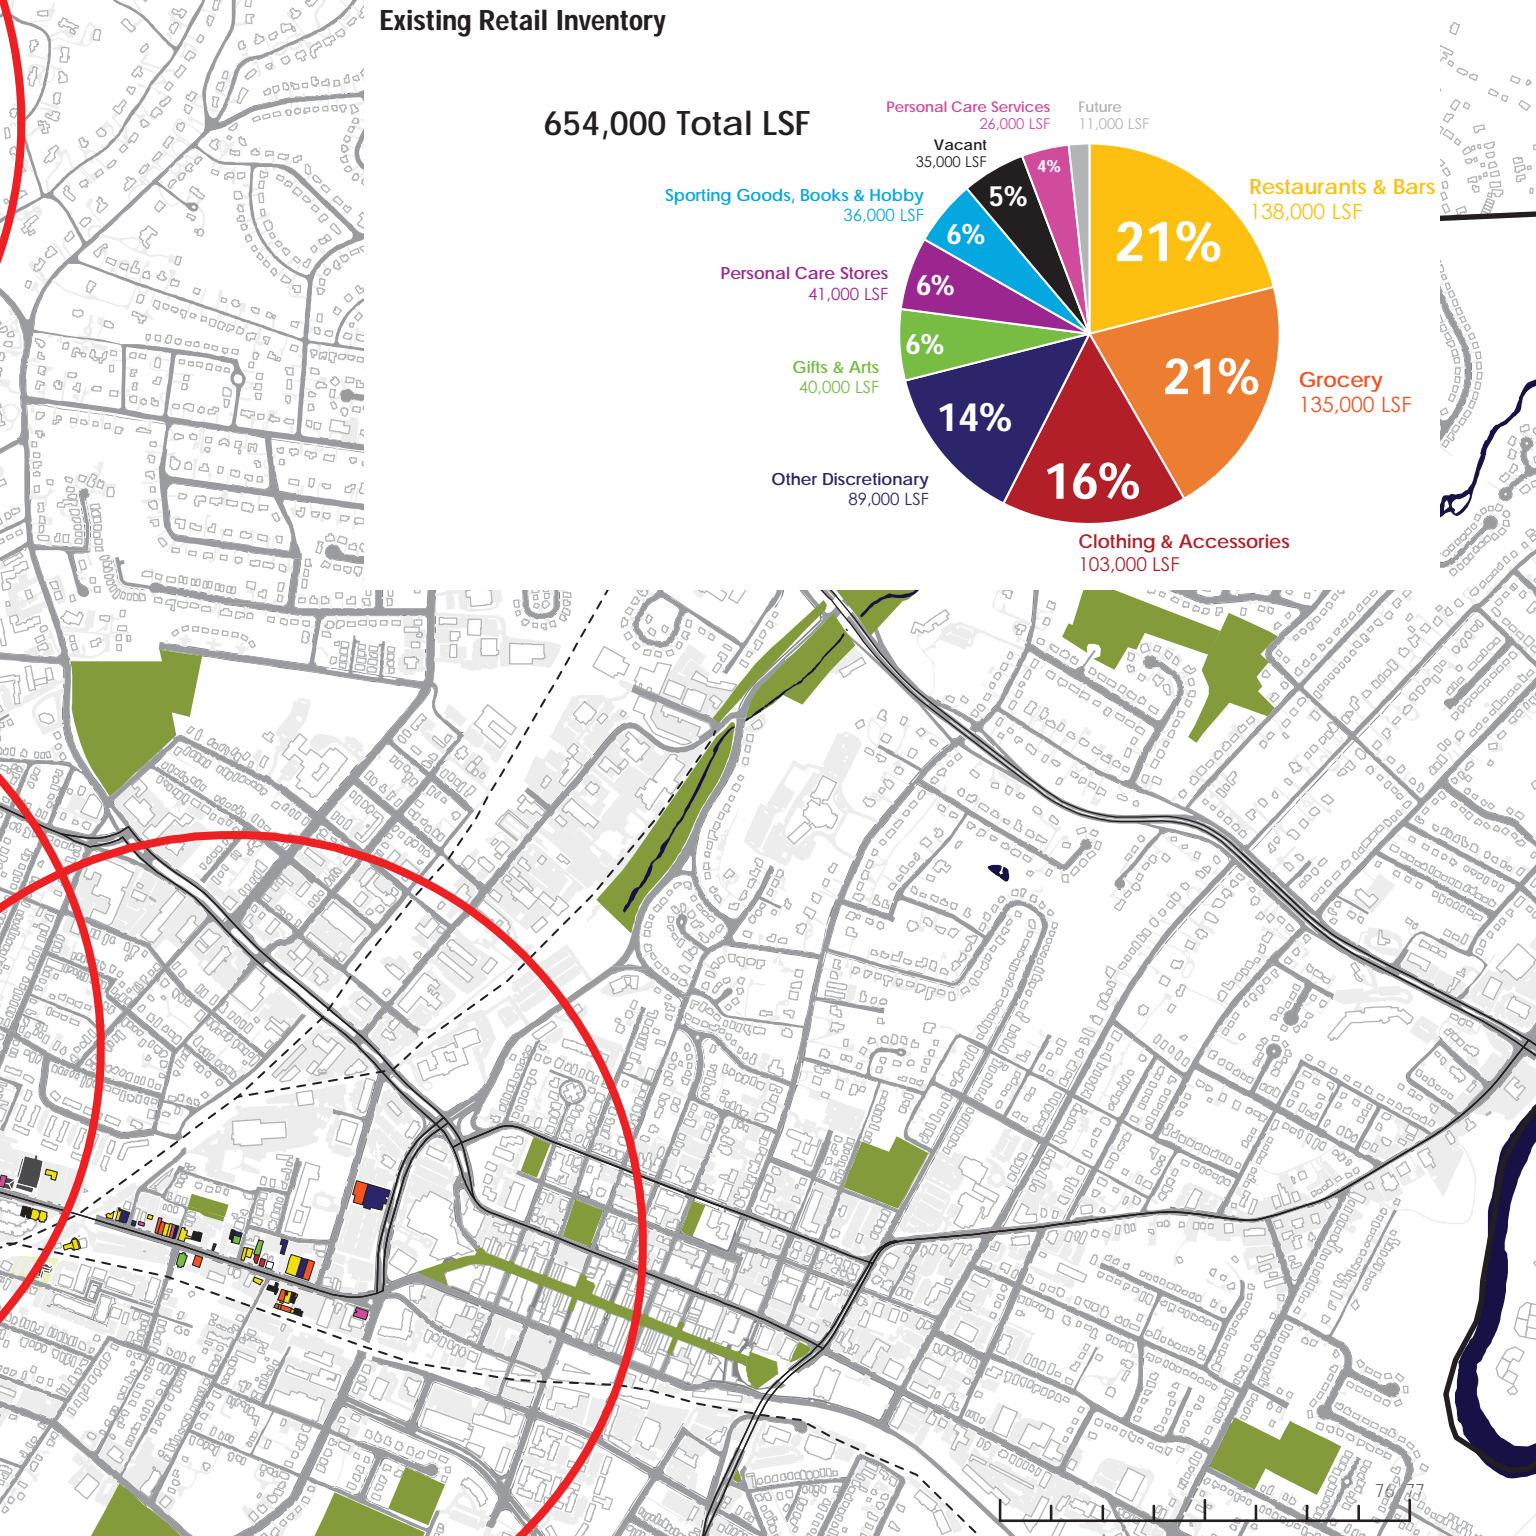 Existing Retail Inventory
654,000 Total LSF
Personal Care Services
26,000 LSF
Future
11,000 LSF
Vacant
35,000 LSF
Sporting Goods, Books & Hobby
36,000 LSF
Personal Care Stores
41,000 LSF
Gifts & Arts
40,000 LSF
Other Discretionary
89,000 LSF
Clothing & Accessories
103,000 LSF
Grocery
135,000 LSF
Restaurants & Bars
138,000 LSF
21%
21%
16%
14%
6%
6%
6%
5%
4%
76
77